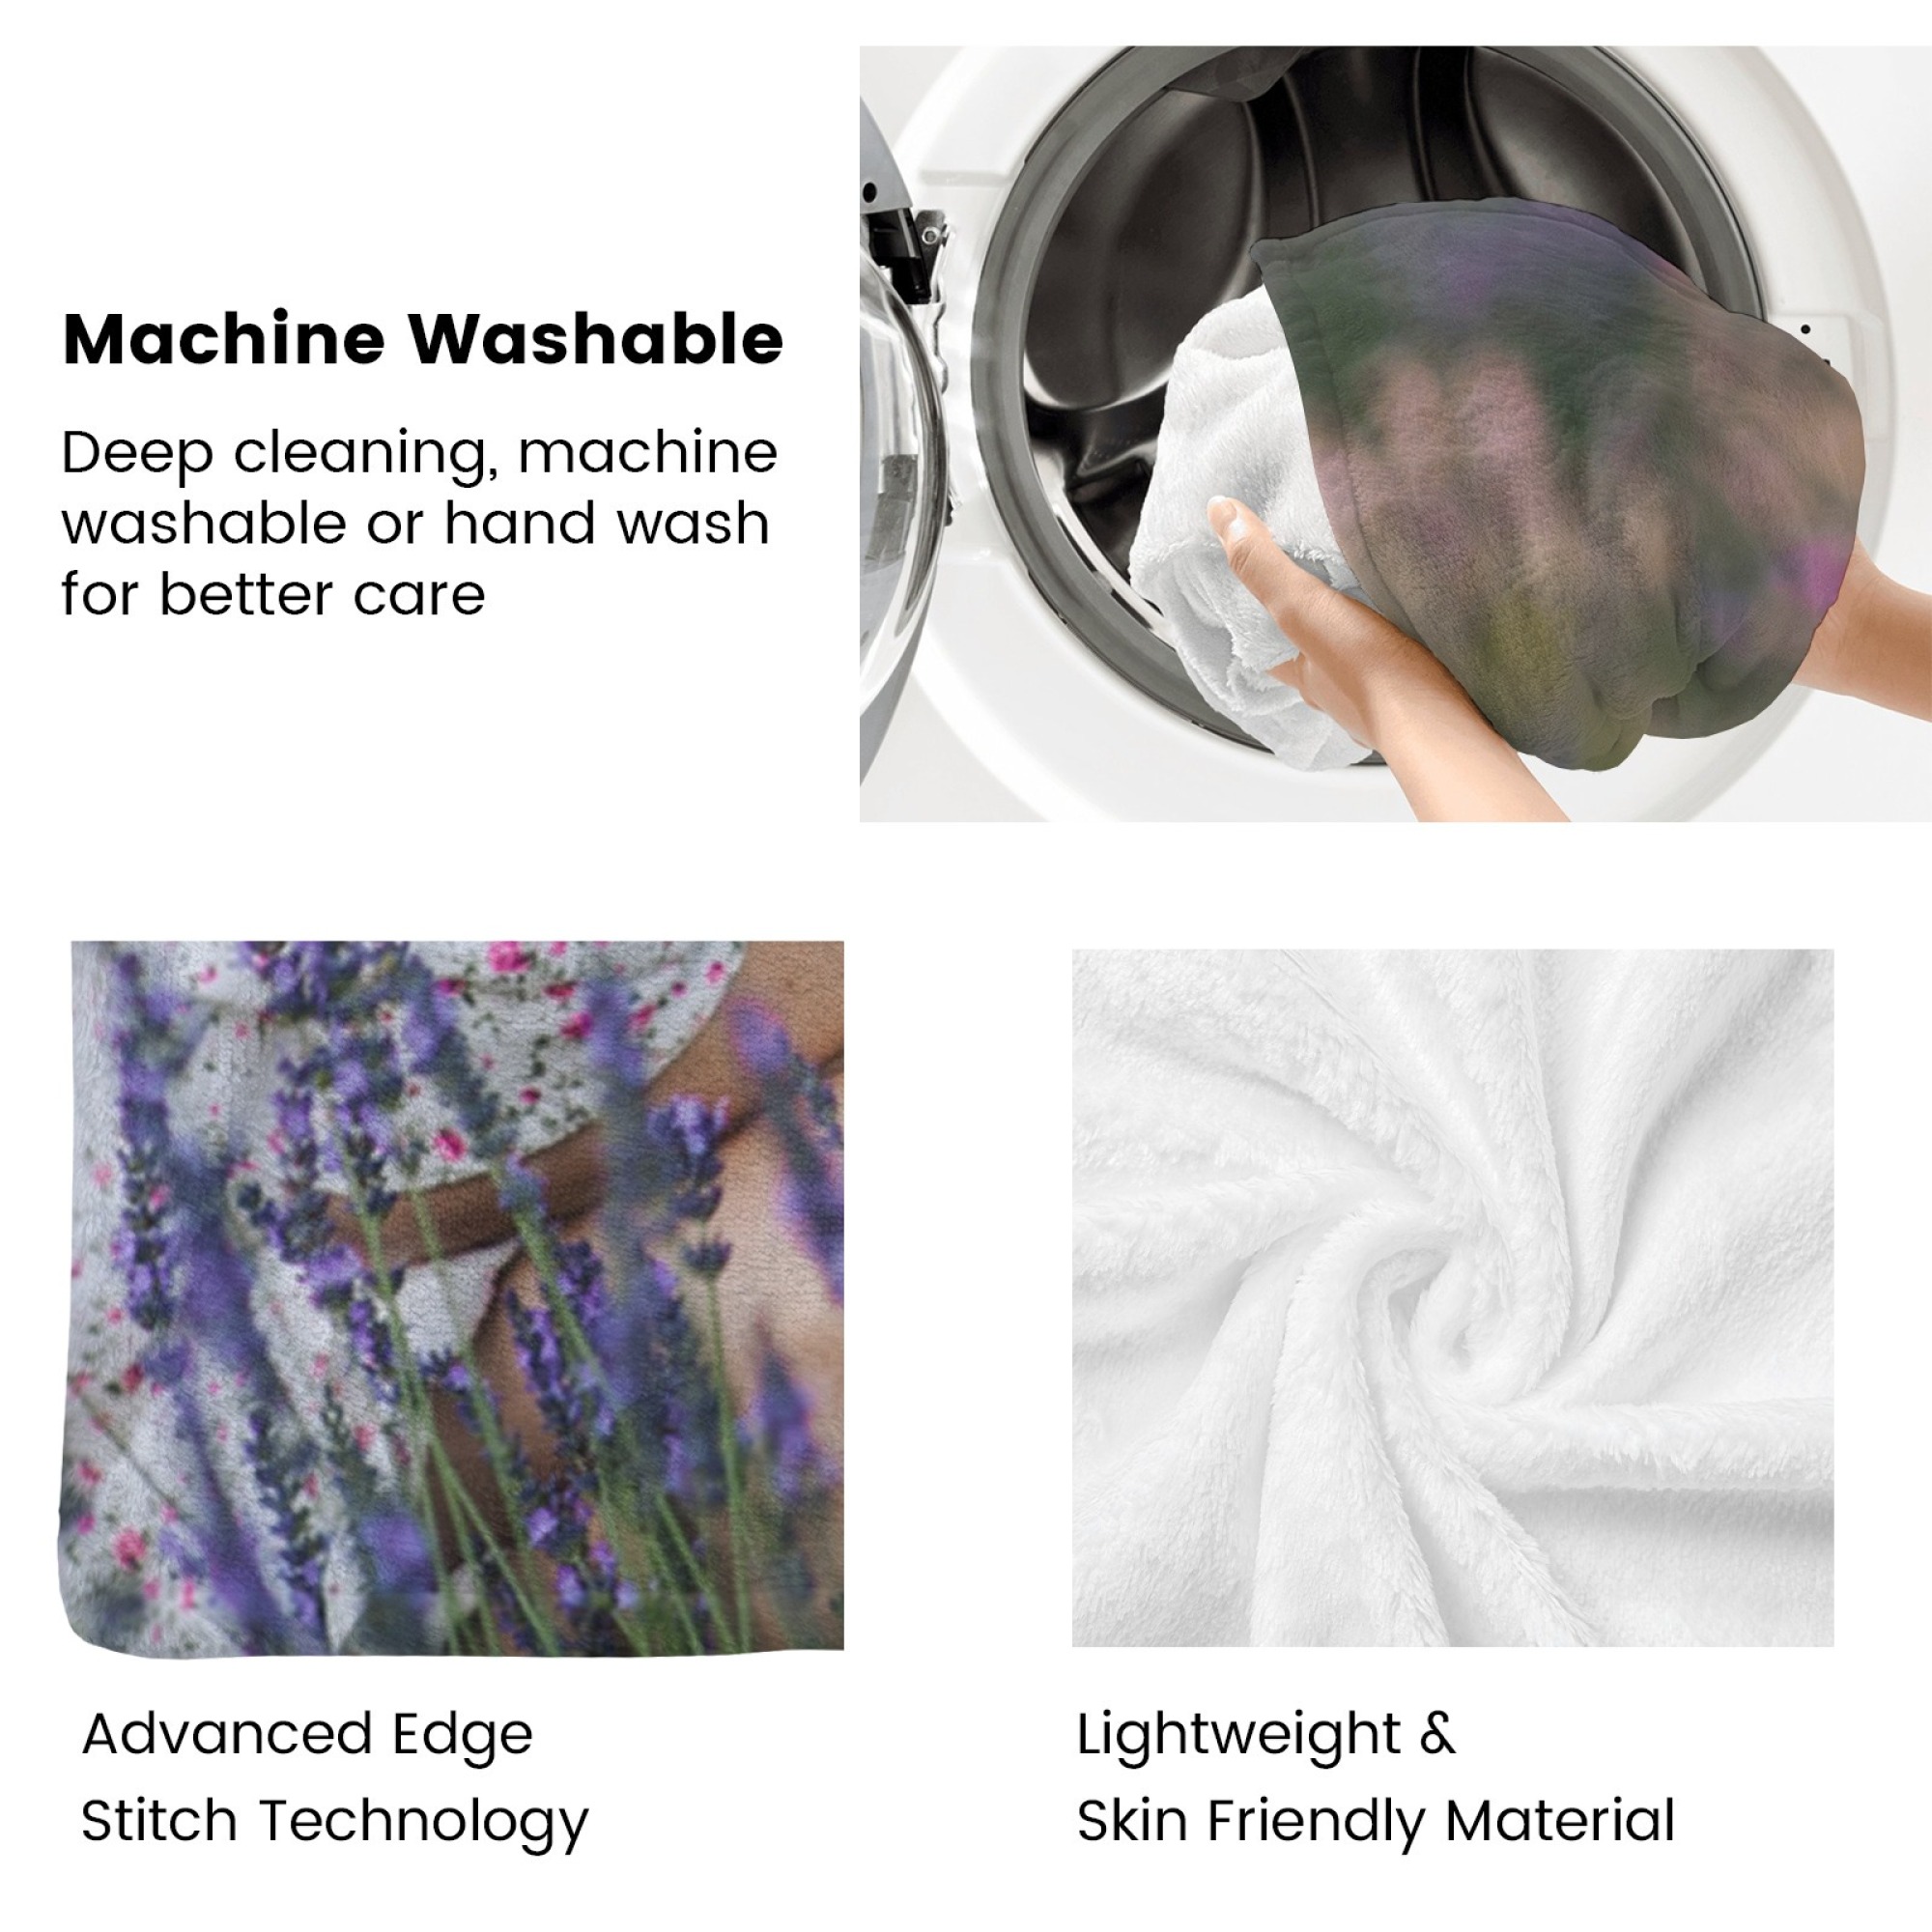 Machine Washable
Deep cleaning, machine
washable or hand wash
for better care
Advanced Edge
Stitch Technology
Lightweight &
Skin Friendly Material